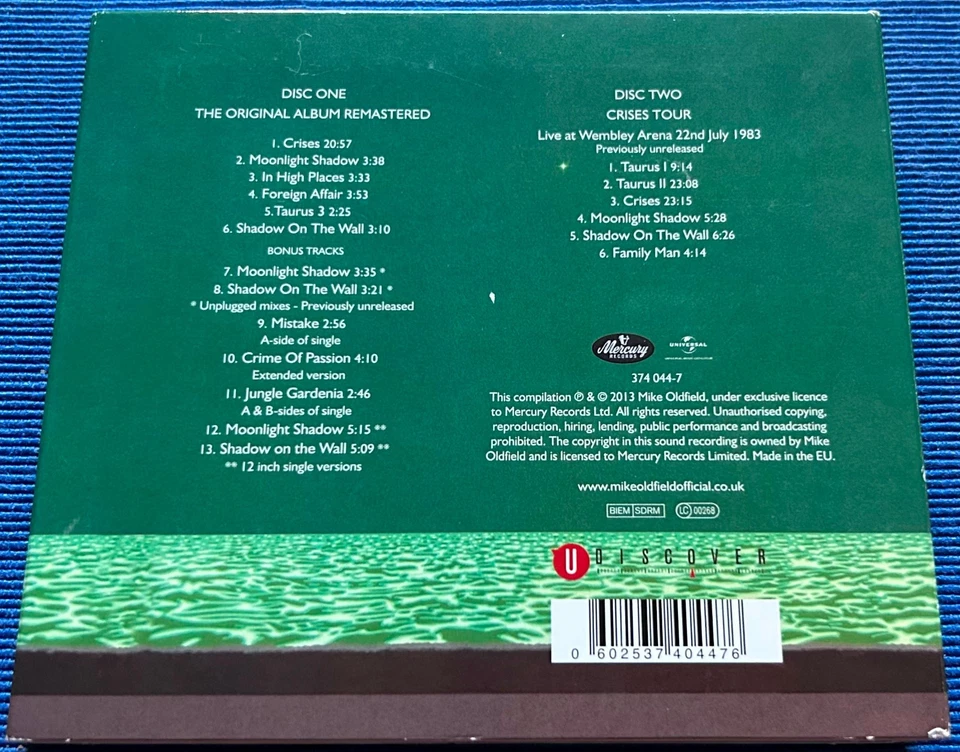 DISC ONE
THE ORIGINAL ALBUM REMASTERED
1. Crises 20:57
2. Moonlight Shadow 3:38
3. In High Places 3:33
4. Foreign Affair 3:53
5.Taurus 3 2:25
6. Shadow On The Wall 3:10
BONUS TRACKS
7. Moonlight Shadow 3:35 *
8. Shadow On The Wall 3:21 *
* Unplugged mixes - Previously unreleased
9. Mistake 2:56
A-side of single
10. Crime Of Passion 4:10
Extended version
11. Jungle Gardenia 2:46
A & B-sides of single
12. Moonlight Shadow 5:15 **
13. Shadow on the Wall 5:09 **
** 12 inch single versions
DISC TWO
CRISES TOUR
Live at Wembley Arena 22nd July 1983
Previously unreleased
1. Taurus I 9:14
2. Taurus II 23:08
3. Crises 23:15
4. Moonlight Shadow 5:28
5. Shadow On The Wall 6:26
6. Family Man 4:14
Mercury
RECORDS
UNIVERSAL
374 044-7
This compilation ℗ & © 2013 Mike Oldfield, under exclusive licence
to Mercury Records Ltd. All rights reserved. Unauthorised copying,
reproduction, hiring, lending, public performance and broadcasting
prohibited. The copyright in this sound recording is owned by Mike
Oldfield and is licensed to Mercury Records Limited. Made in the EU.
www.mikeoldfieldofficial.co.uk
BIEM SDRM LC 00268
U DISCOVER
0 602537 404476